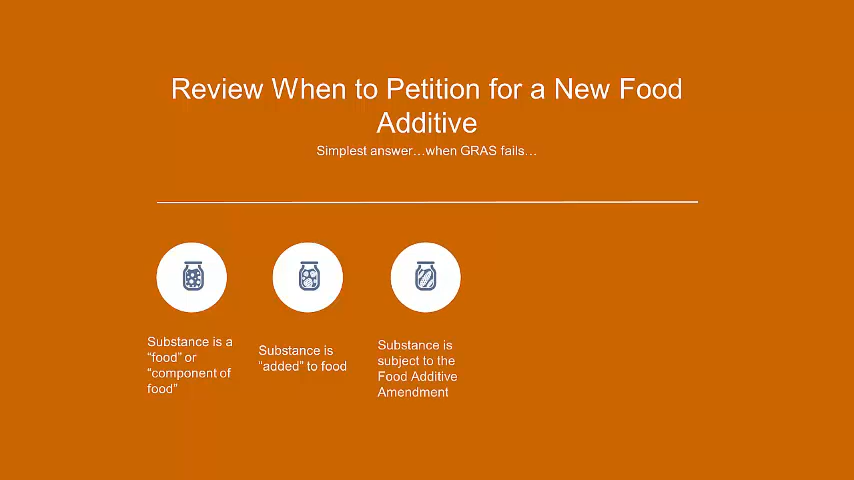 Review When to Petition for a New Food
Additive
Simplest answer…when GRAS fails…
Substance is a
“food” or
“component of
food”
Substance is
“added” to food
Substance is
subject to the
Food Additive
Amendment